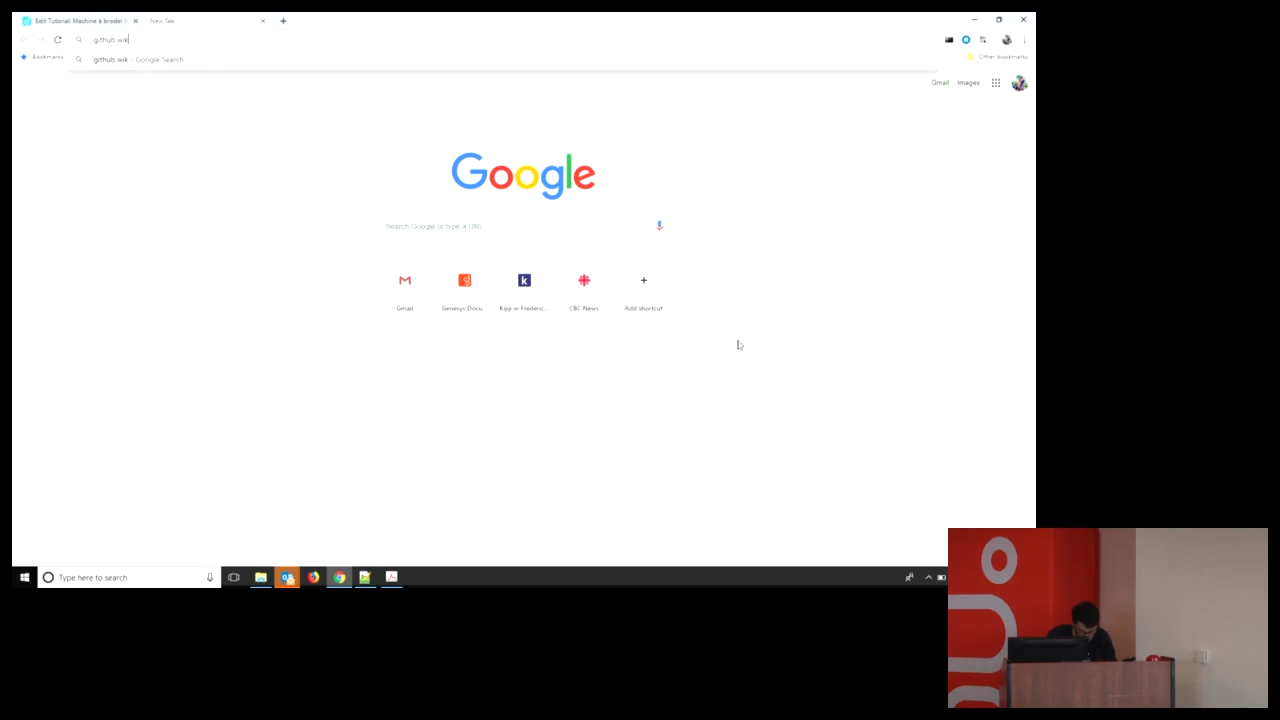 Edit Tutorial: Machine à broder
New Tab
github wik
Bookmarks
github wik - Google Search
Other bookmarks
Gmail
Images
Google
Search Google or type a URL
Gmail
Genesys Docu...
Kijiji in Frederic...
CBC News
Add shortcut
Type here to search